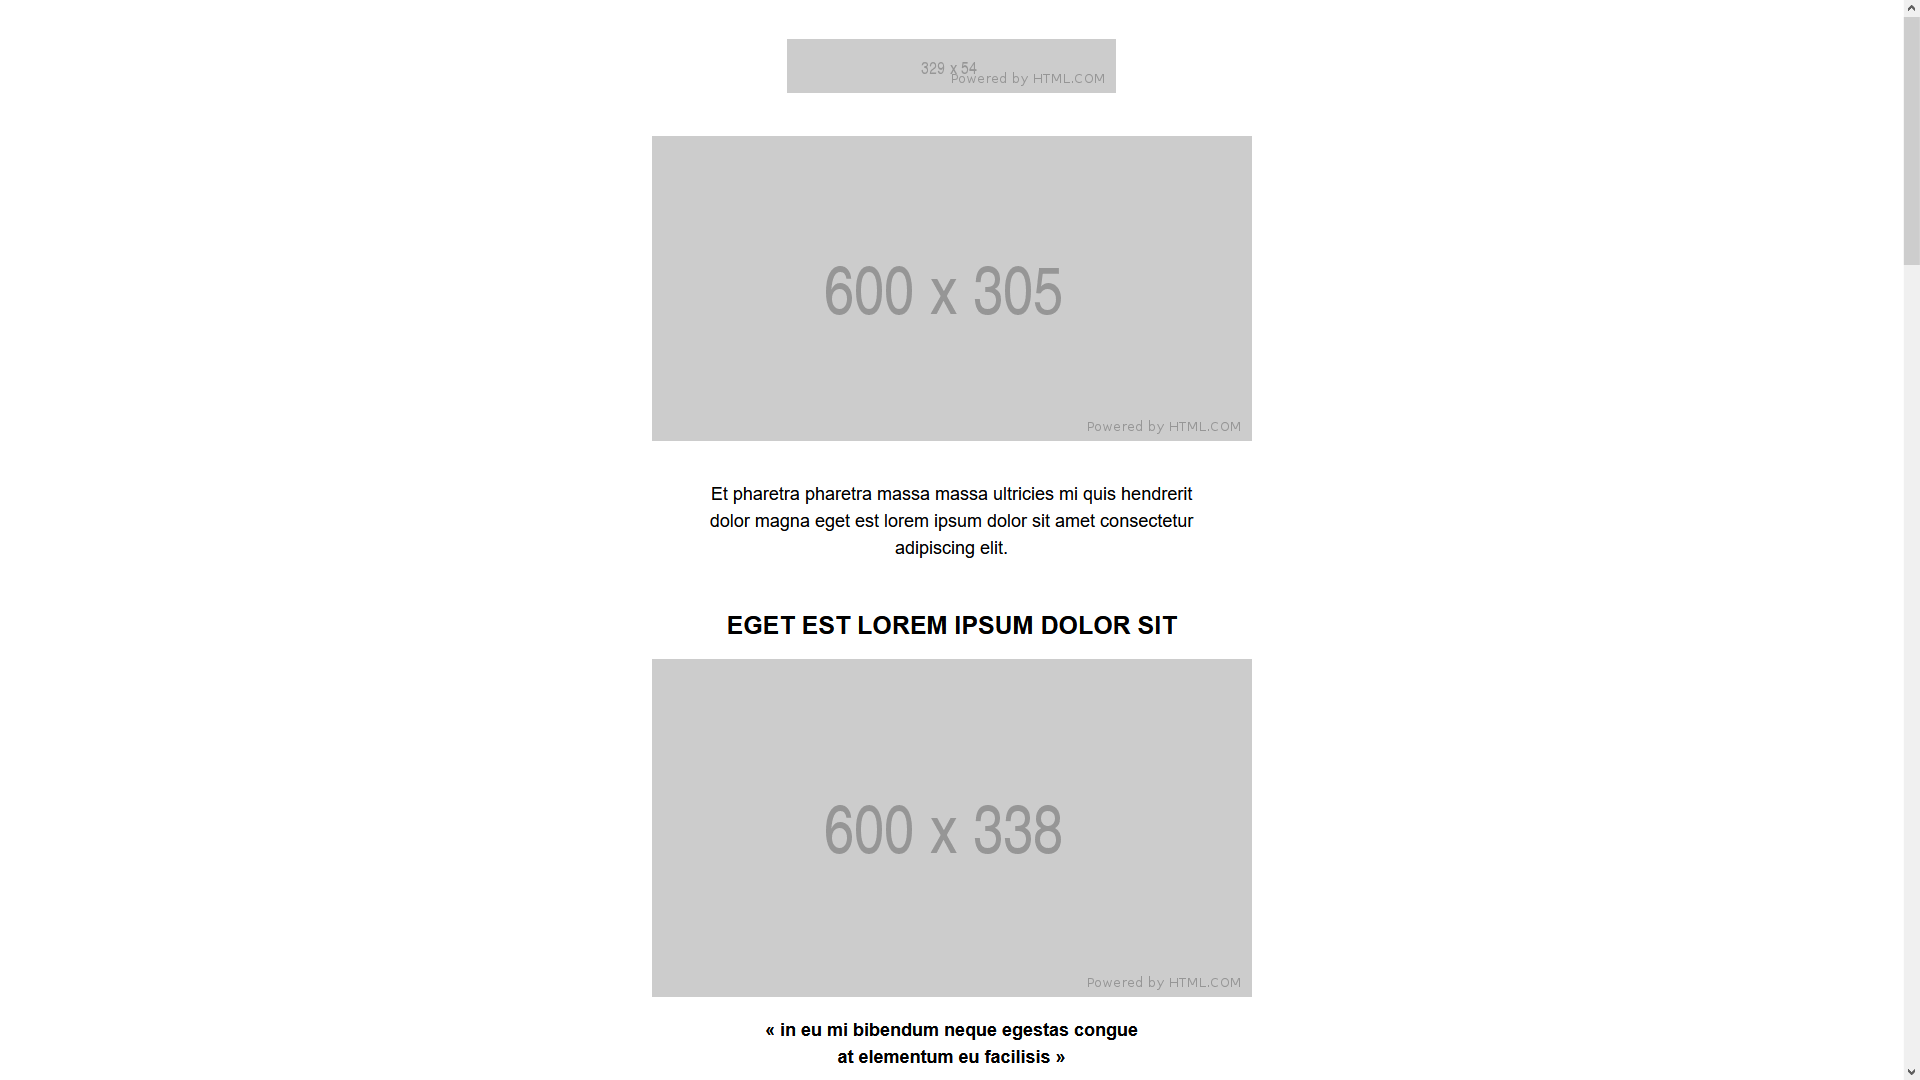 329 x 54
Powered by HTML.COM
600 x 305
Powered by HTML.COM
Et pharetra pharetra massa massa ultricies mi quis hendrerit
dolor magna eget est lorem ipsum dolor sit amet consectetur
adipiscing elit.
EGET EST LOREM IPSUM DOLOR SIT
600 x 338
Powered by HTML.COM
« in eu mi bibendum neque egestas congue
at elementum eu facilisis »